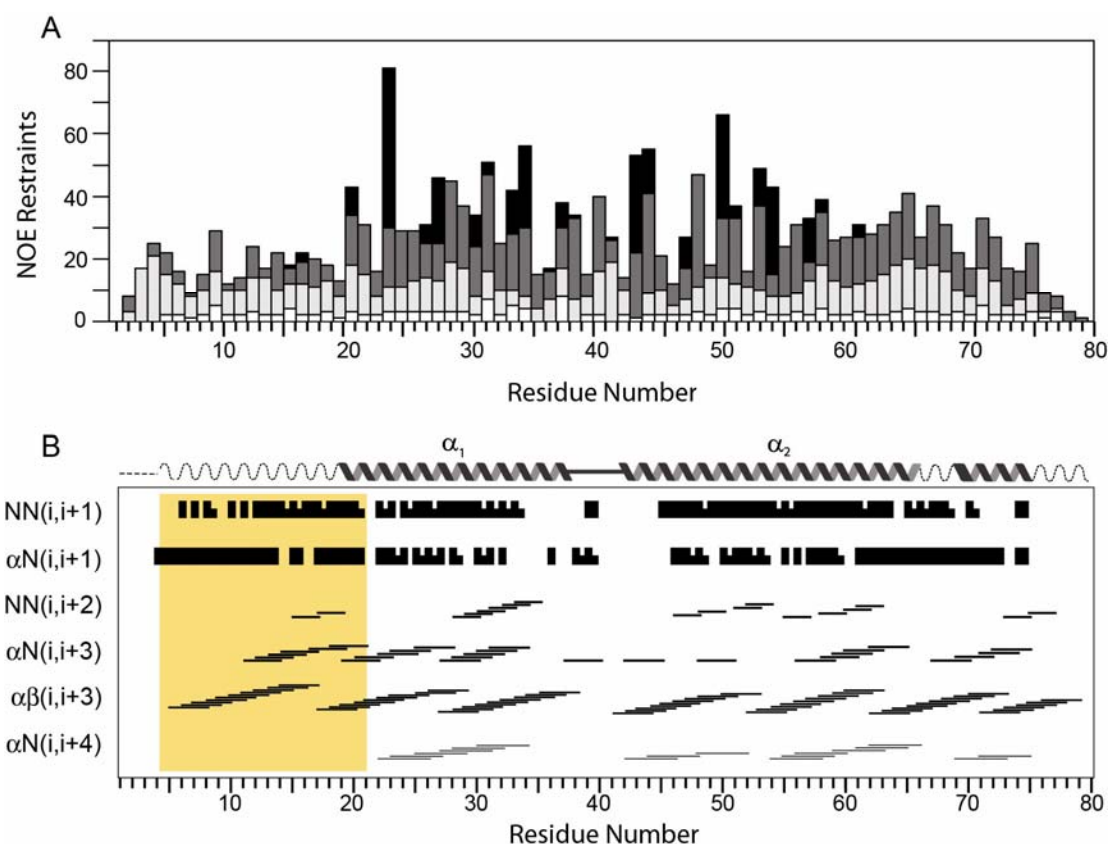 A
NOE Restraints
80
60
40
20
0
10 20 30 40 50 60 70 80
Residue Number
B
α1 α2
NN(i,i+1)
αN(i,i+1)
NN(i,i+2)
αN(i,i+3)
αβ(i,i+3)
αN(i,i+4)
10 20 30 40 50 60 70 80
Residue Number